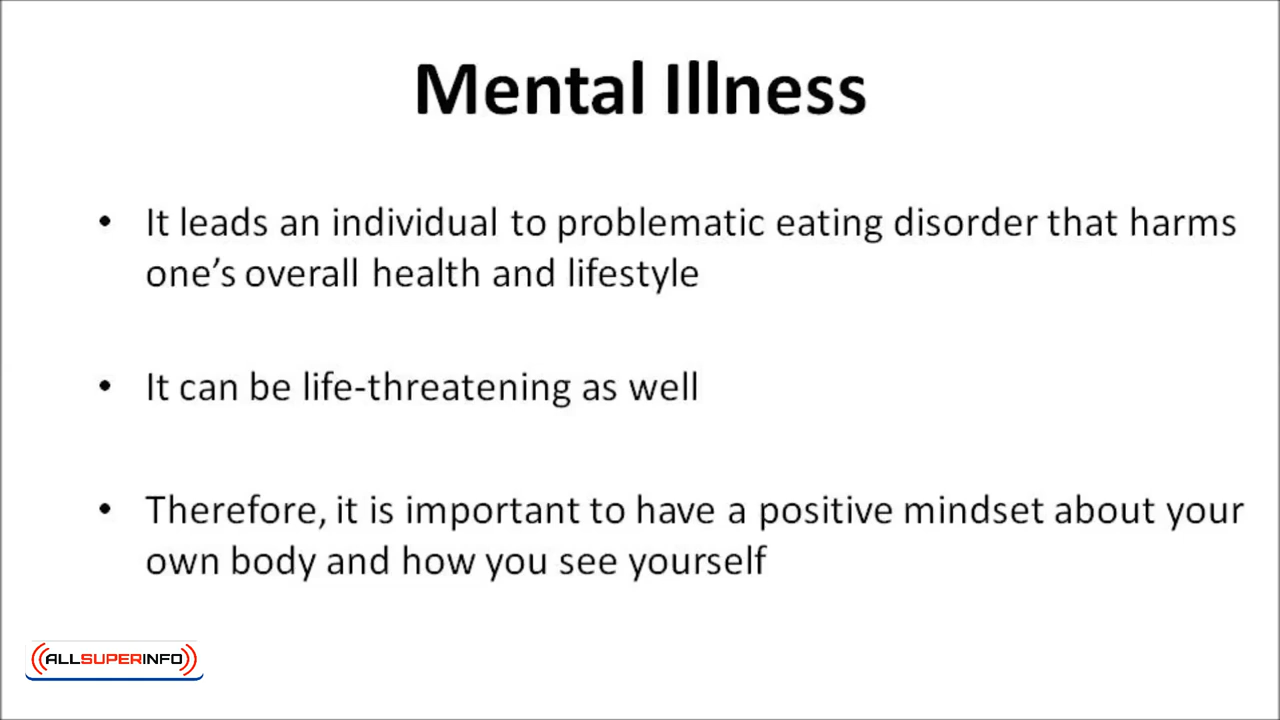 Mental Illness
• It leads an individual to problematic eating disorder that harms
one’s overall health and lifestyle
• It can be life-threatening as well
• Therefore, it is important to have a positive mindset about your
own body and how you see yourself
ALLSUPERINFO